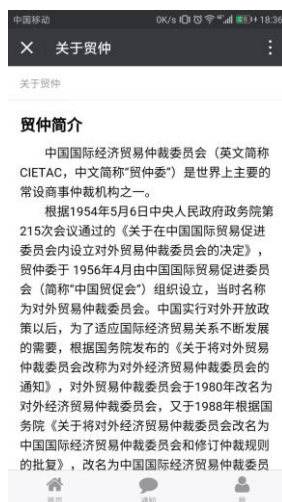 中国移动 0K/s 18:36
关于贸仲
关于贸仲
贸仲简介
中国国际经济贸易仲裁委员会（英文简称
CIETAC，中文简称“贸仲委”）是世界上主要的
常设商事仲裁机构之一。
根据1954年5月6日中央人民政府政务院第
215次会议通过的《关于在中国国际贸易促进
委员会内设立对外贸易仲裁委员会的决定》，
贸仲委于 1956年4月由中国国际贸易促进委员
会（简称“中国贸促会”）组织设立，当时名称
为对外贸易仲裁委员会。中国实行对外开放政
策以后，为了适应国际经济贸易关系不断发展
的需要，根据国务院发布的《关于将对外贸易
仲裁委员会改称为对外经济贸易仲裁委员会的
通知》，对外贸易仲裁委员会于1980年改名为
对外经济贸易仲裁委员会，又于1988年根据国
务院《关于将对外经济贸易仲裁委员会改名为
中国国际经济贸易仲裁委员会和修订仲裁规则
的批复》，改名为中国国际经济贸易仲裁委员
首页 通知 我